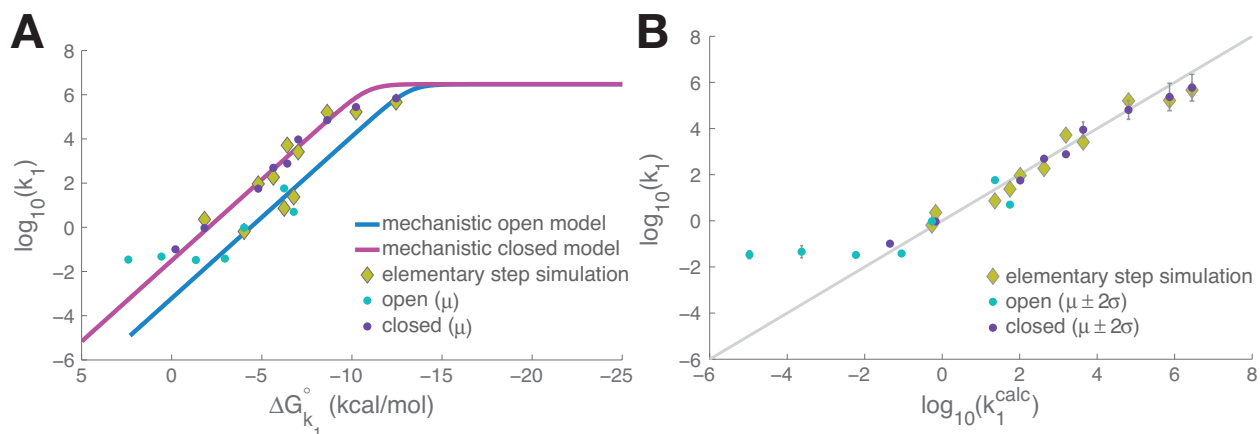 A
log₁₀(k₁)
8
6
4
2
0
−2
−4
−6
5
0
−5
−10
−15
−20
−25
ΔG°ₖ₁ (kcal/mol)
mechanistic open model
mechanistic closed model
elementary step simulation
open (μ)
closed (μ)
B
log₁₀(k₁)
8
6
4
2
0
−2
−4
−6
−6
−4
−2
0
2
4
6
8
log₁₀(k₁ᶜᵃˡᶜ)
elementary step simulation
open (μ ± 2σ)
closed (μ ± 2σ)